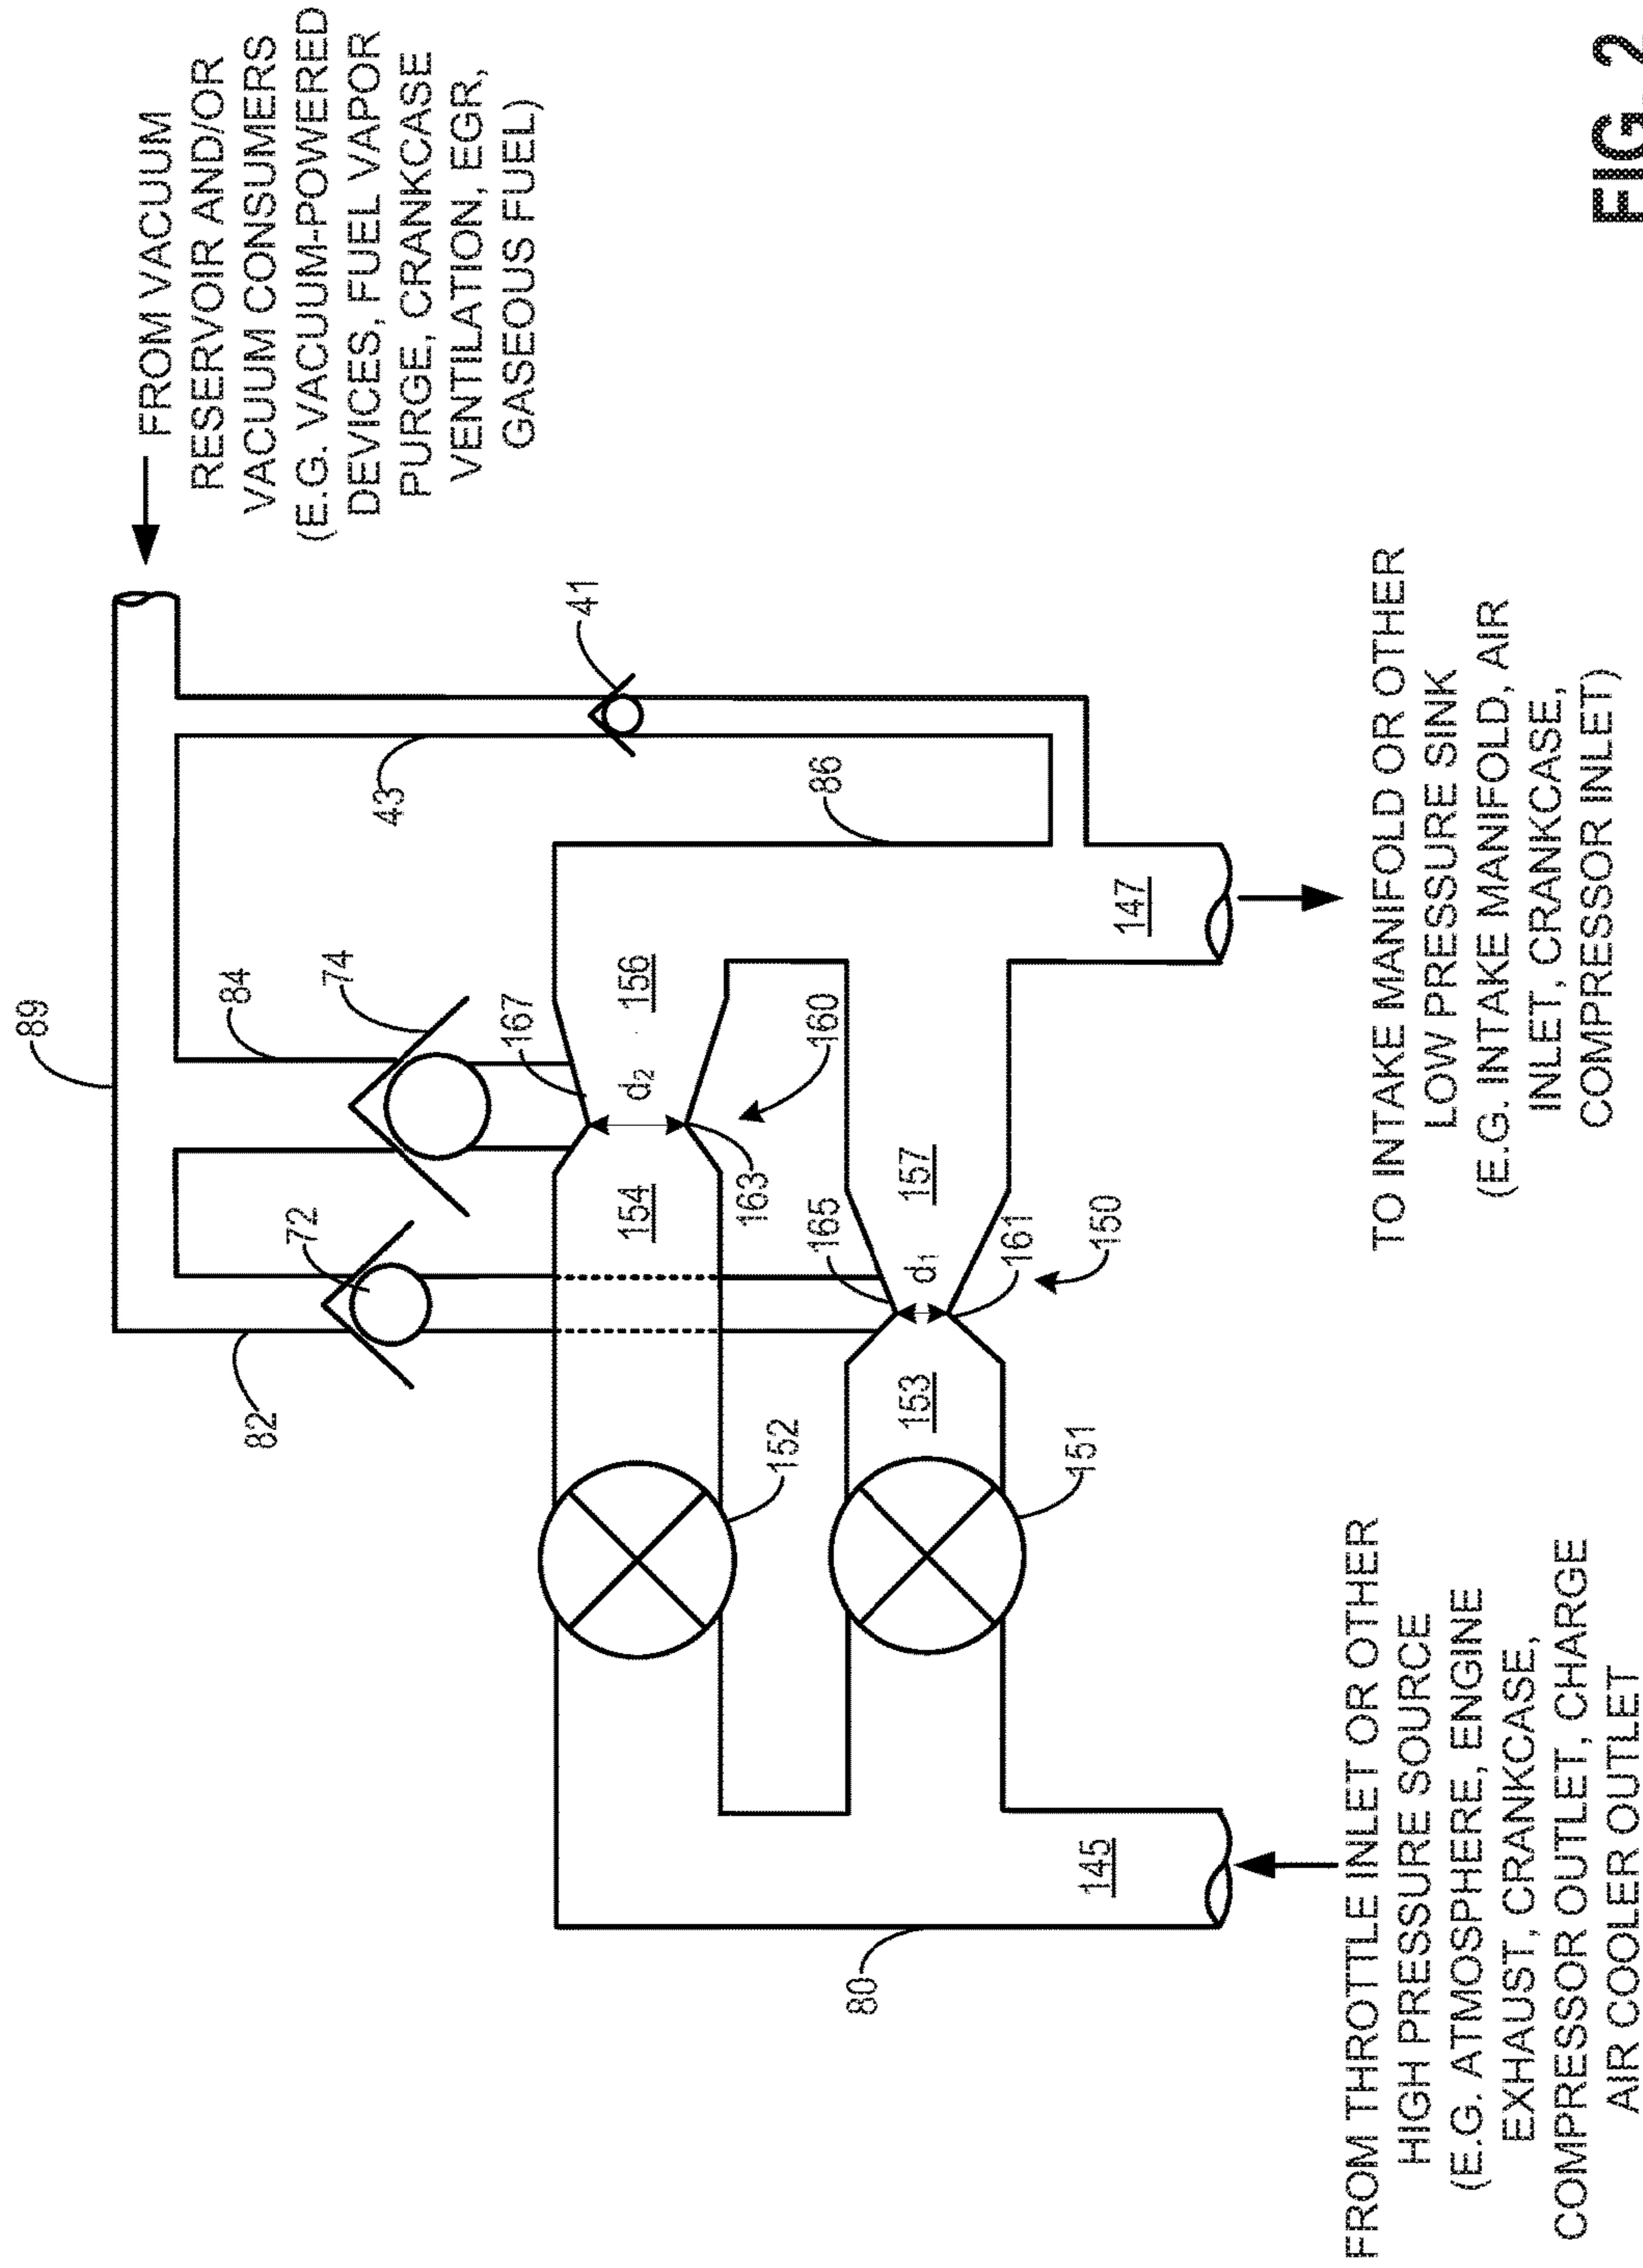 89
FROM VACUUM
RESERVOIR AND/OR
VACUUM CONSUMERS
(E.G. VACUUM-POWERED
DEVICES, FUEL VAPOR
PURGE, CRANKCASE
VENTILATION, EGR,
GASEOUS FUEL)
82
72
84
74
43
41
152
154
167
d2
156
163
160
86
80
151
153
165
d1
161
157
150
145
147
FROM THROTTLE INLET OR OTHER
HIGH PRESSURE SOURCE
(E.G. ATMOSPHERE, ENGINE
EXHAUST, CRANKCASE,
COMPRESSOR OUTLET, CHARGE
AIR COOLER OUTLET
TO INTAKE MANIFOLD OR OTHER
LOW PRESSURE SINK
(E.G. INTAKE MANIFOLD, AIR
INLET, CRANKCASE,
COMPRESSOR INLET)
FIG. 2